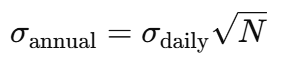 σ_annual = σ_daily √N